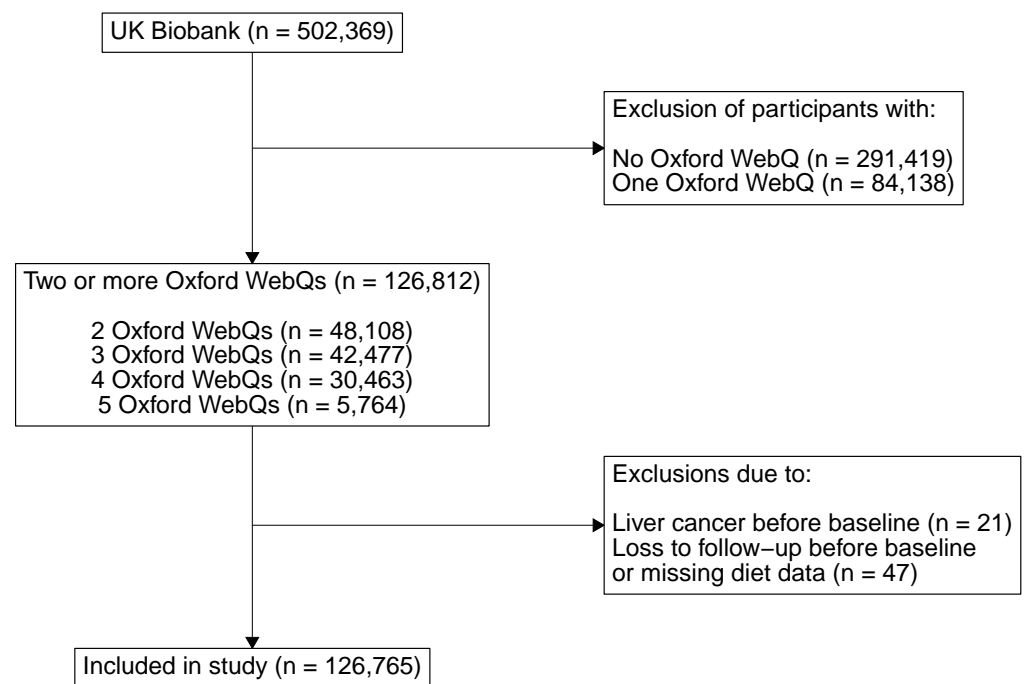 UK Biobank (n = 502,369)
Exclusion of participants with:
No Oxford WebQ (n = 291,419)
One Oxford WebQ (n = 84,138)
Two or more Oxford WebQs (n = 126,812)
2 Oxford WebQs (n = 48,108)
3 Oxford WebQs (n = 42,477)
4 Oxford WebQs (n = 30,463)
5 Oxford WebQs (n = 5,764)
Exclusions due to:
Liver cancer before baseline (n = 21)
Loss to follow−up before baseline
or missing diet data (n = 47)
Included in study (n = 126,765)